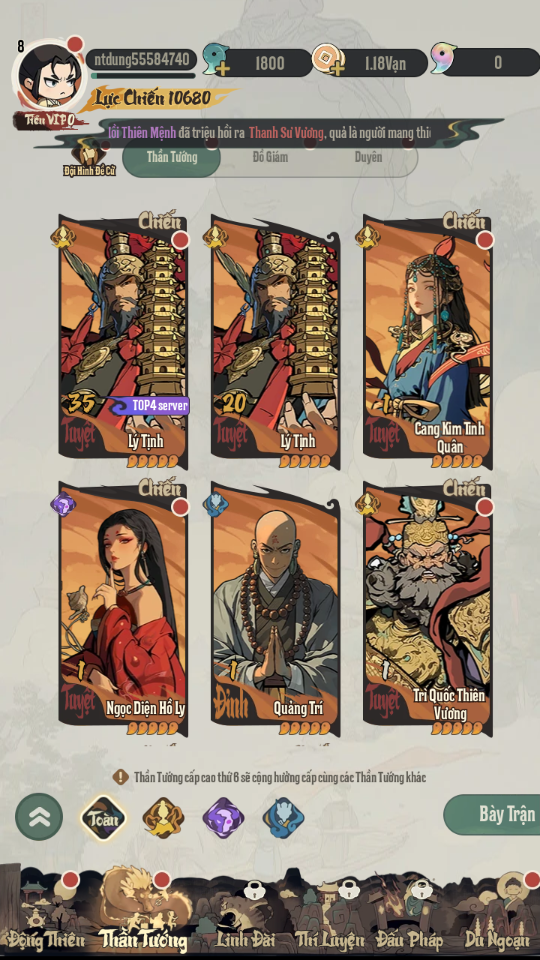 8
ntdung55584740
1800
1.18Vạn
0
Tiên VIP 0
Lực Chiến 10680
lồi Thiên Mệnh đã triệu hồi ra Thanh Sư Vương, quả là người mang thi
Đội Hình Đề Cử
Thần Tướng
Đồ Giám
Duyên
Chiến
Chiến
35
TOP4 server
Tuyệt
Lý Tịnh
20
Tuyệt
Lý Tịnh
1
Tuyệt
Cang Kim Tinh
Quân
Chiến
Chiến
1
Tuyệt
Ngọc Diện Hồ Ly
1
Đỉnh
Quảng Trí
1
Tuyệt
Trì Quốc Thiên
Vương
Thần Tướng cấp cao thứ 6 sẽ cộng hưởng cấp cùng các Thần Tướng khác
Toàn
Bày Trận
Động Thiên
Thần Tướng
Linh Đài
Thí Luyện
Đấu Pháp
Du Ngoạn